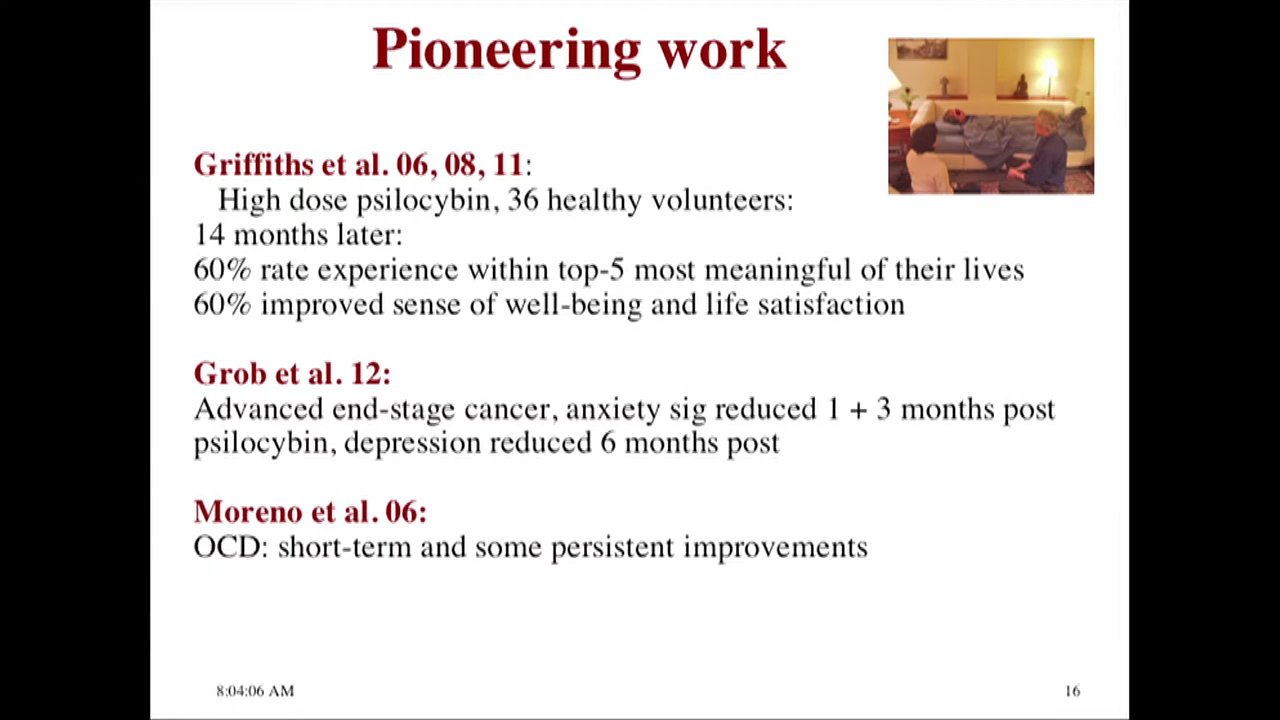 Pioneering work
Griffiths et al. 06, 08, 11:
High dose psilocybin, 36 healthy volunteers:
14 months later:
60% rate experience within top-5 most meaningful of their lives
60% improved sense of well-being and life satisfaction
Grob et al. 12:
Advanced end-stage cancer, anxiety sig reduced 1 + 3 months post
psilocybin, depression reduced 6 months post
Moreno et al. 06:
OCD: short-term and some persistent improvements
8:04:06 AM
16